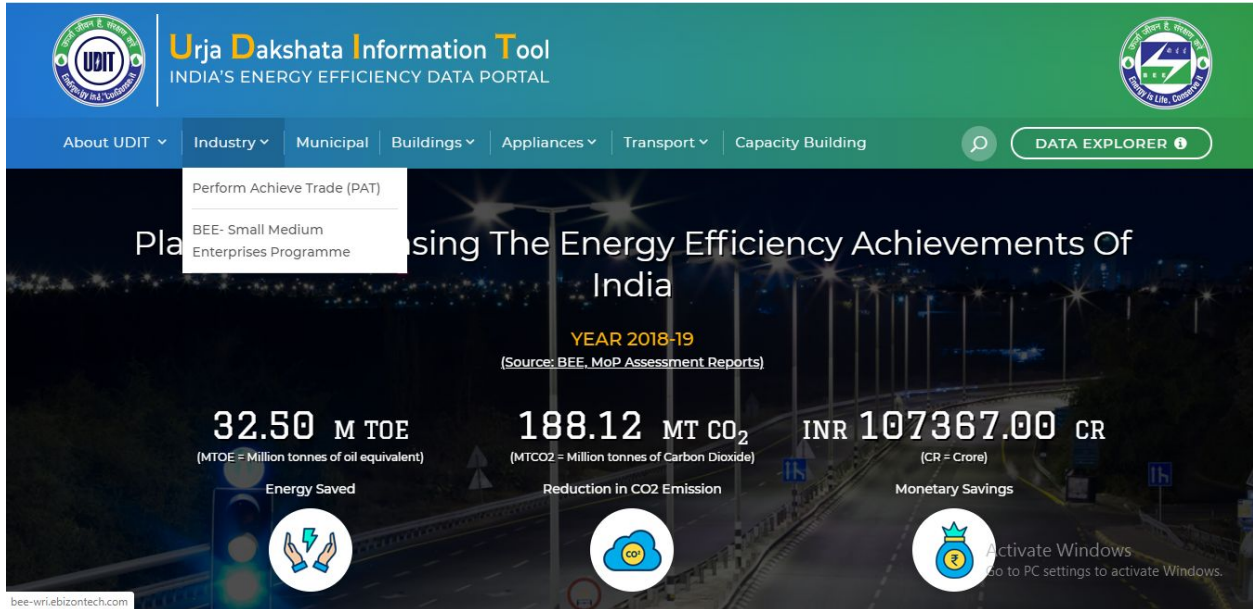 UDIT
Urja Dakshata Information Tool
INDIA'S ENERGY EFFICIENCY DATA PORTAL
BEE
About UDIT
Industry
Municipal
Buildings
Appliances
Transport
Capacity Building
DATA EXPLORER
Perform Achieve Trade (PAT)
BEE- Small Medium
Enterprises Programme
Pla sing The Energy Efficiency Achievements Of
India
YEAR 2018-19
(Source: BEE, MoP Assessment Reports)
32.50 M TOE
(MTOE = Million tonnes of oil equivalent)
Energy Saved
188.12 MT CO₂
(MTCO2 = Million tonnes of Carbon Dioxide)
Reduction in CO2 Emission
INR 107367.00 CR
(CR = Crore)
Monetary Savings
CO²
₹
Activate Windows
Go to PC settings to activate Windows.
bee-wri.ebizontech.com